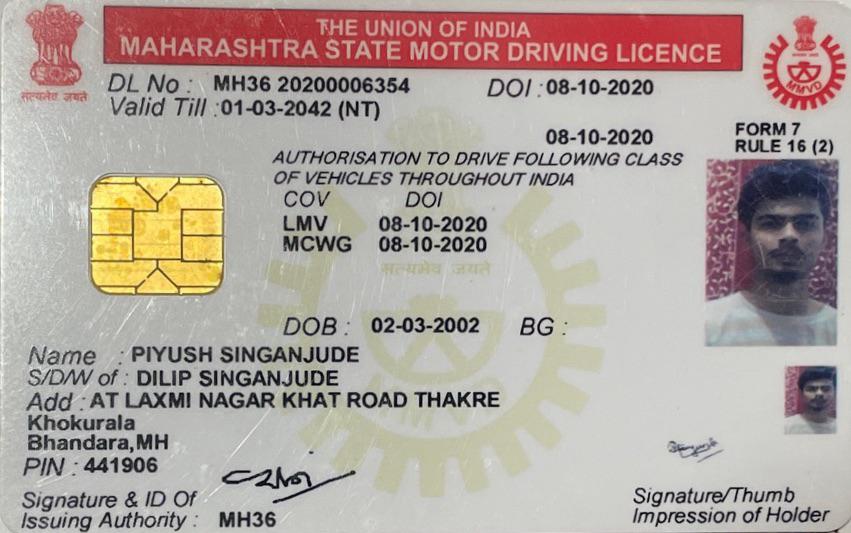 THE UNION OF INDIA
MAHARASHTRA STATE MOTOR DRIVING LICENCE
सत्यमेव जयते
MMVD
DL No : MH36 20200006354 DOI : 08-10-2020
Valid Till : 01-03-2042 (NT)
08-10-2020
FORM 7
RULE 16 (2)
AUTHORISATION TO DRIVE FOLLOWING CLASS
OF VEHICLES THROUGHOUT INDIA
COV DOI
LMV 08-10-2020
MCWG 08-10-2020
सत्यमेव जयते
DOB : 02-03-2002 BG :
Name : PIYUSH SINGANJUDE
S/D/W of : DILIP SINGANJUDE
Add : AT LAXMI NAGAR KHAT ROAD THAKRE
Khokurala
Bhandara,MH
PIN : 441906
MMVD
Signature & ID Of
Issuing Authority : MH36
Signature/Thumb
Impression of Holder